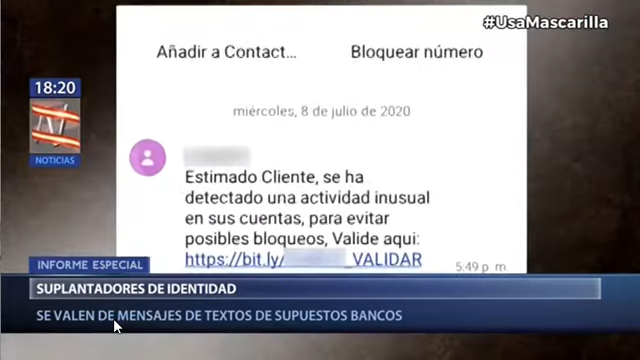 #UsaMascarilla
Añadir a Contact...
Bloquear número
18:20
NOTICIAS
miércoles, 8 de julio de 2020
Estimado Cliente, se ha
detectado una actividad inusual
en sus cuentas, para evitar
posibles bloqueos, Valide aqui:
https://bit.ly/ _VALIDAR
5:49 p. m.
INFORME ESPECIAL
SUPLANTADORES DE IDENTIDAD
SE VALEN DE MENSAJES DE TEXTOS DE SUPUESTOS BANCOS